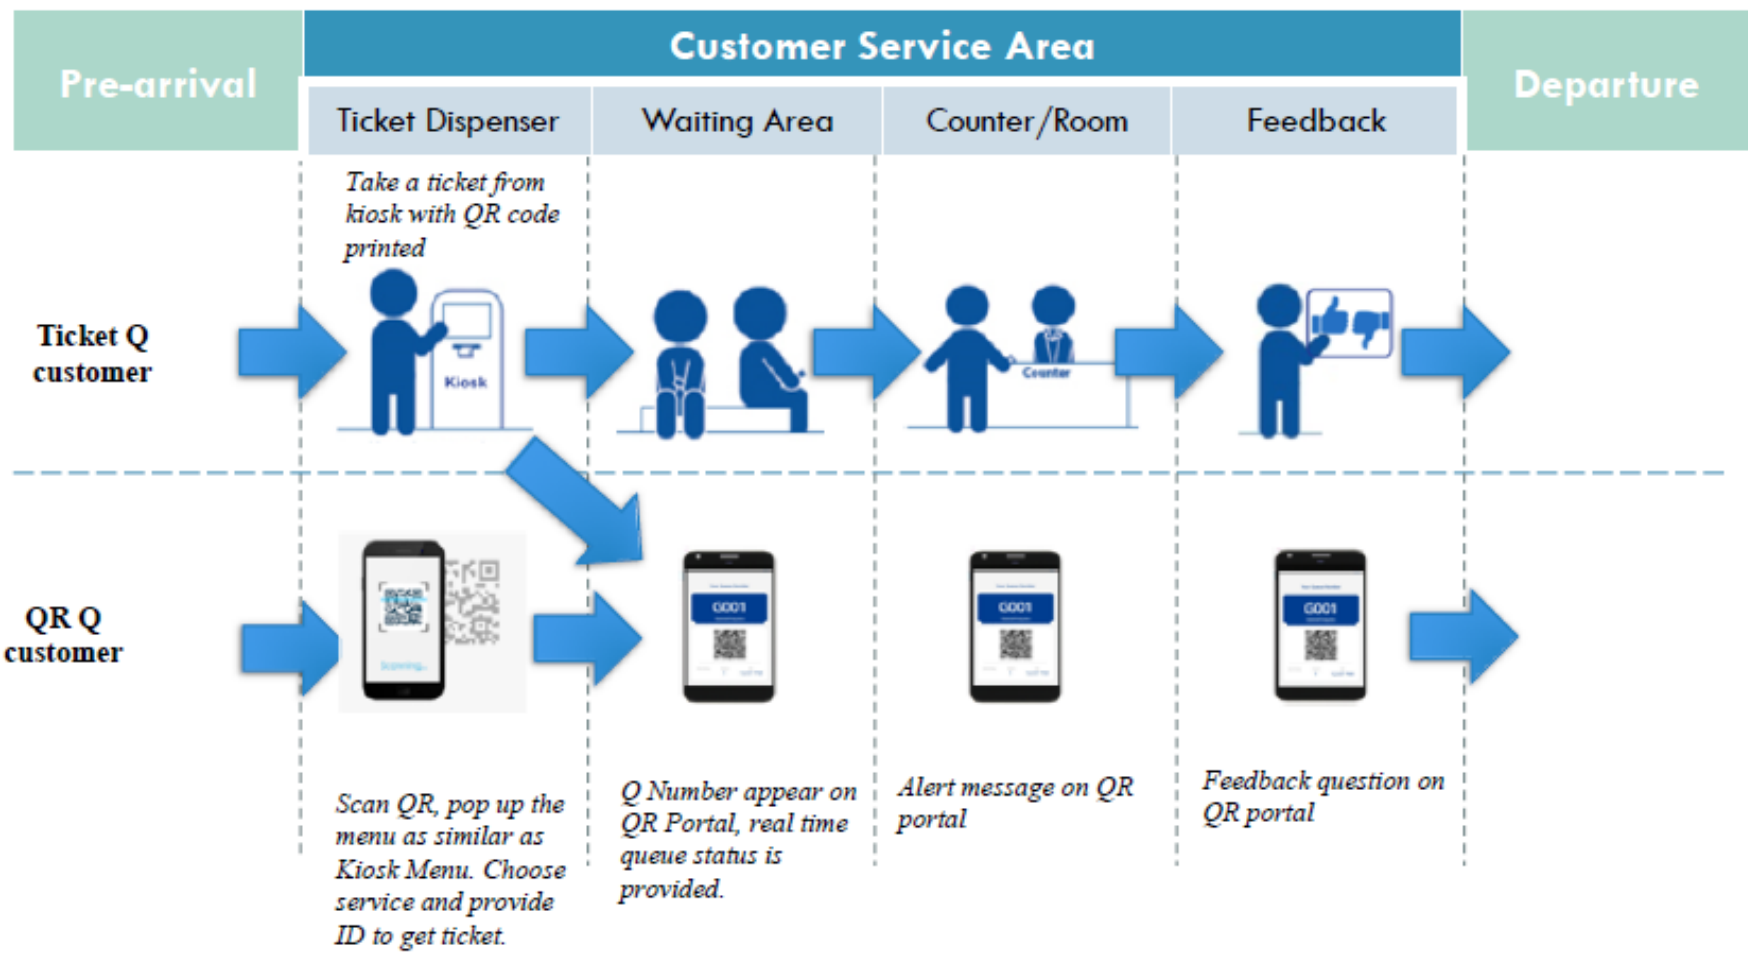 Pre-arrival
Customer Service Area
Departure
Ticket Dispenser
Waiting Area
Counter/Room
Feedback
Take a ticket from
kiosk with QR code
printed
Ticket Q
customer
Kiosk
Counter
QR Q
customer
Scanning
G001
G001
G001
Scan QR, pop up the
menu as similar as
Kiosk Menu. Choose
service and provide
ID to get ticket.
Q Number appear on
QR Portal, real time
queue status is
provided.
Alert message on QR
portal
Feedback question on
QR portal